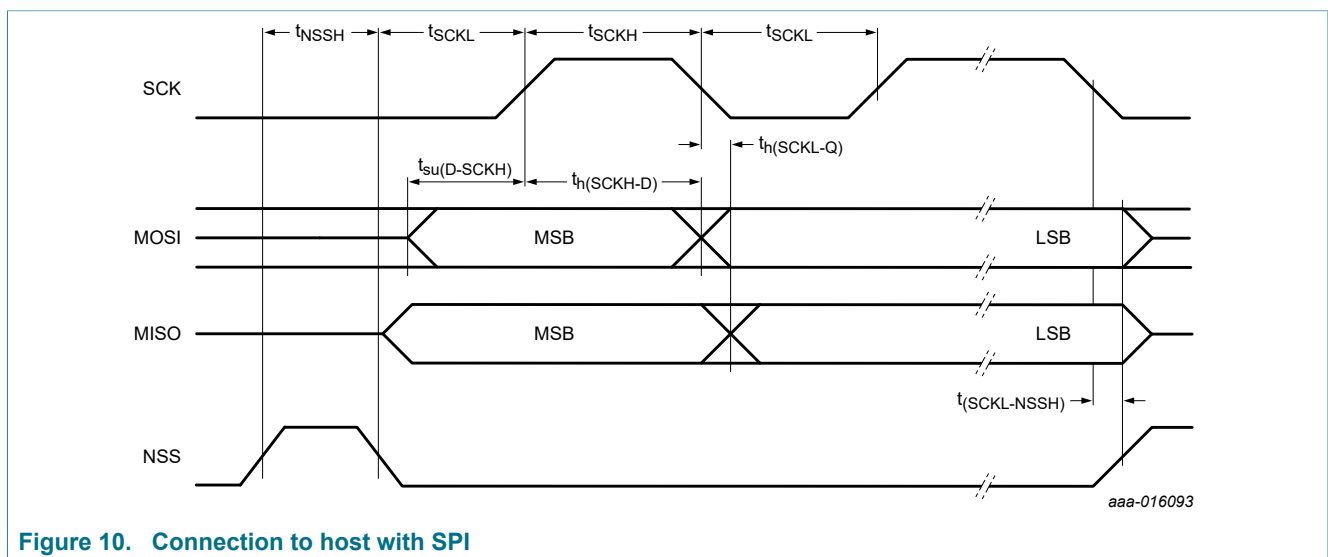 tNSSH tSCKL tSCKH tSCKL
SCK
th(SCKL-Q)
tsu(D-SCKH) th(SCKH-D)
MOSI MSB LSB
MISO MSB LSB
t(SCKL-NSSH)
NSS
aaa-016093
Figure 10. Connection to host with SPI